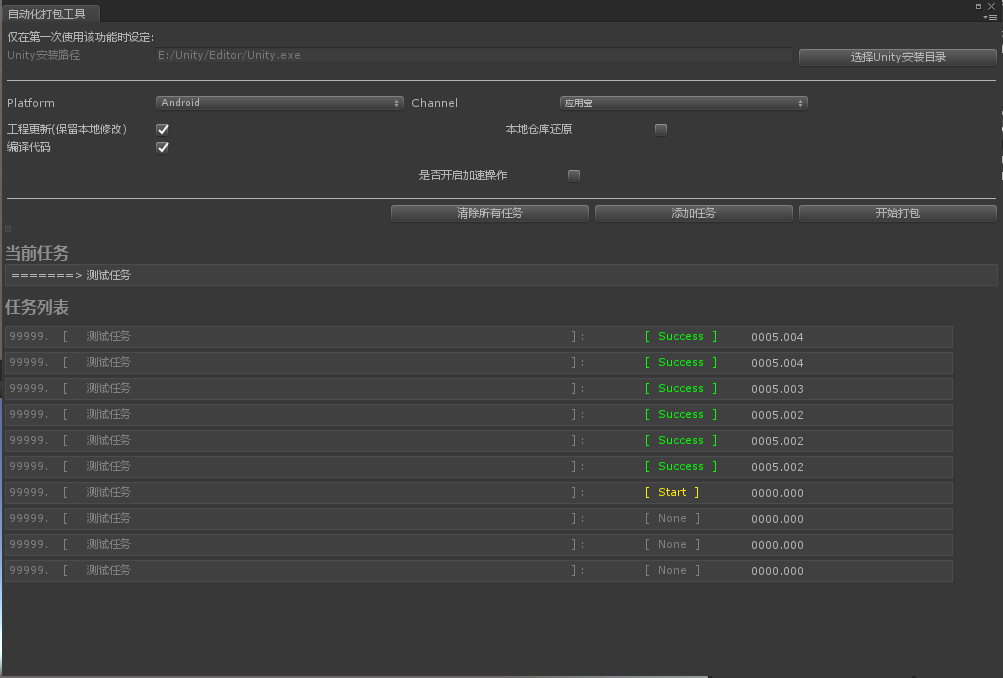 自动化打包工具
仅在第一次使用该功能时设定:
Unity安装路径 E:/Unity/Editor/Unity.exe 选择Unity安装目录
Platform Android Channel 应用宝
工程更新(保留本地修改) 本地仓库还原
编译代码
是否开启加速操作
清除所有任务 添加任务 开始打包
当前任务
=======> 测试任务
任务列表
99999. [ 测试任务 ] : [ Success ] 0005.004
99999. [ 测试任务 ] : [ Success ] 0005.004
99999. [ 测试任务 ] : [ Success ] 0005.003
99999. [ 测试任务 ] : [ Success ] 0005.002
99999. [ 测试任务 ] : [ Success ] 0005.002
99999. [ 测试任务 ] : [ Success ] 0005.002
99999. [ 测试任务 ] : [ Start ] 0000.000
99999. [ 测试任务 ] : [ None ] 0000.000
99999. [ 测试任务 ] : [ None ] 0000.000
99999. [ 测试任务 ] : [ None ] 0000.000